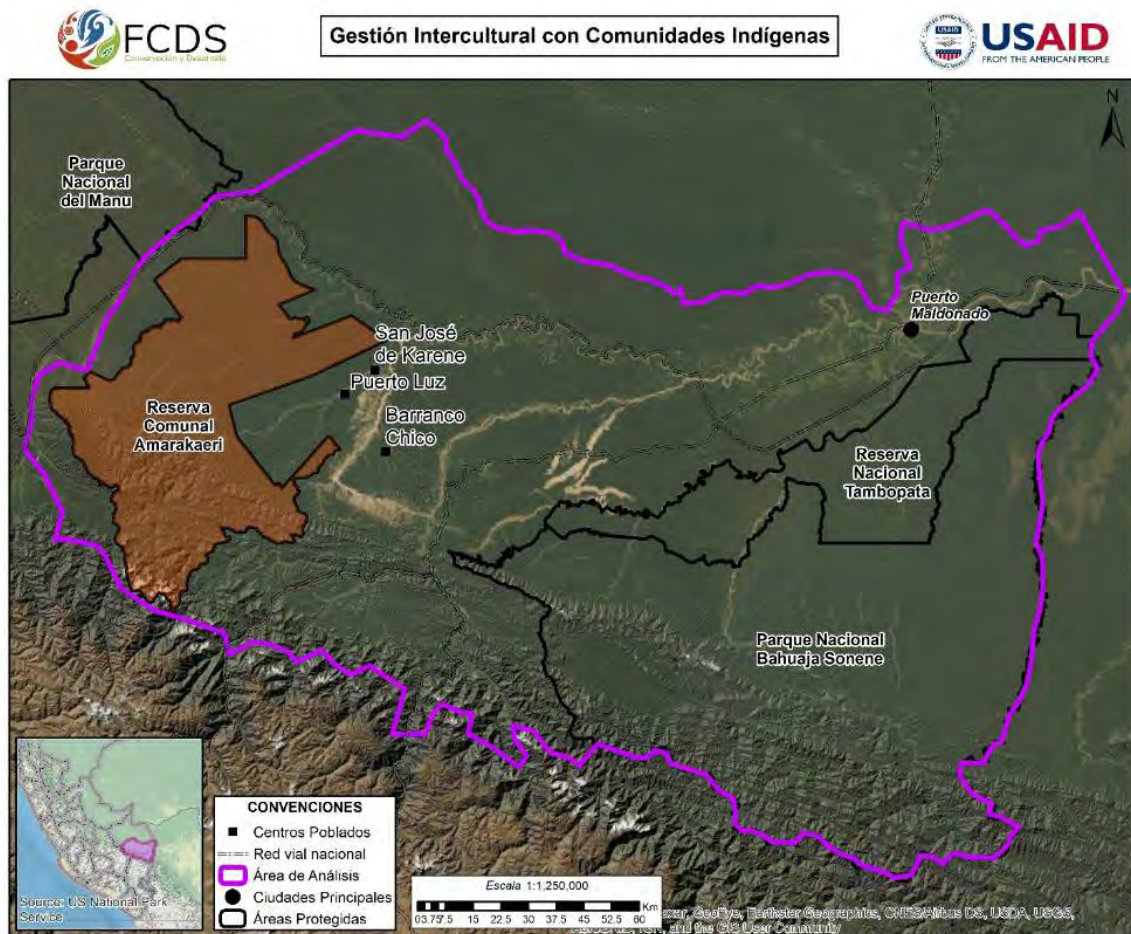 FCDS
Conservación y Desarrollo
Gestión Intercultural con Comunidades Indígenas
USAID
FROM THE AMERICAN PEOPLE
N
Parque
Nacional
del Manu
San José
de Karene
Puerto Luz
Barranco
Chico
Reserva
Comunal
Amarakaeri
Puerto
Maldonado
Reserva
Nacional
Tambopata
Parque Nacional
Bahuaja Sonene
Source: US National Park
Service
CONVENCIONES
Centros Poblados
Red vial nacional
Área de Análisis
Ciudades Principales
Áreas Protegidas
Escala 1:1,250,000
03.757.5 15 22.5 30 37.5 45 52.5 60 Km
GeoEye, Earthstar Geographics, CNES/Airbus DS, USDA, USGS,
and the GIS User Community